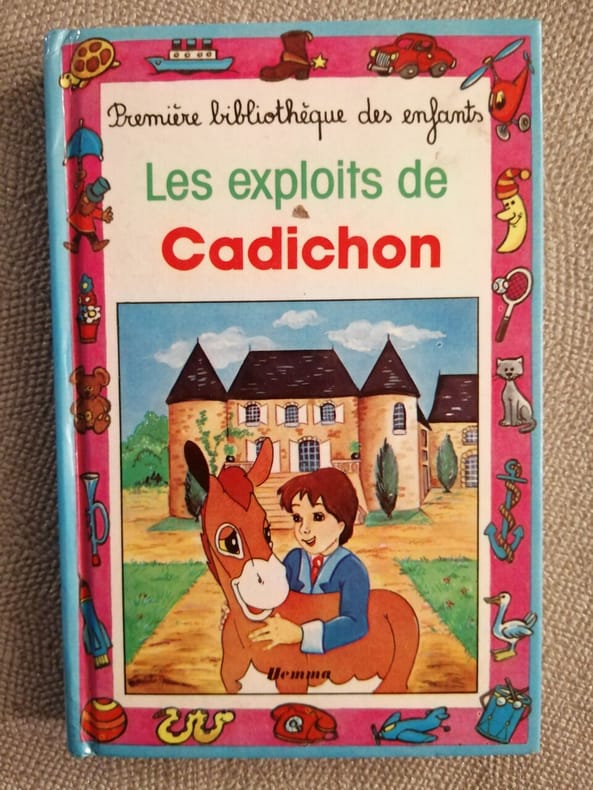 Première bibliothèque des enfants
Les exploits de
Cadichon
Hemma